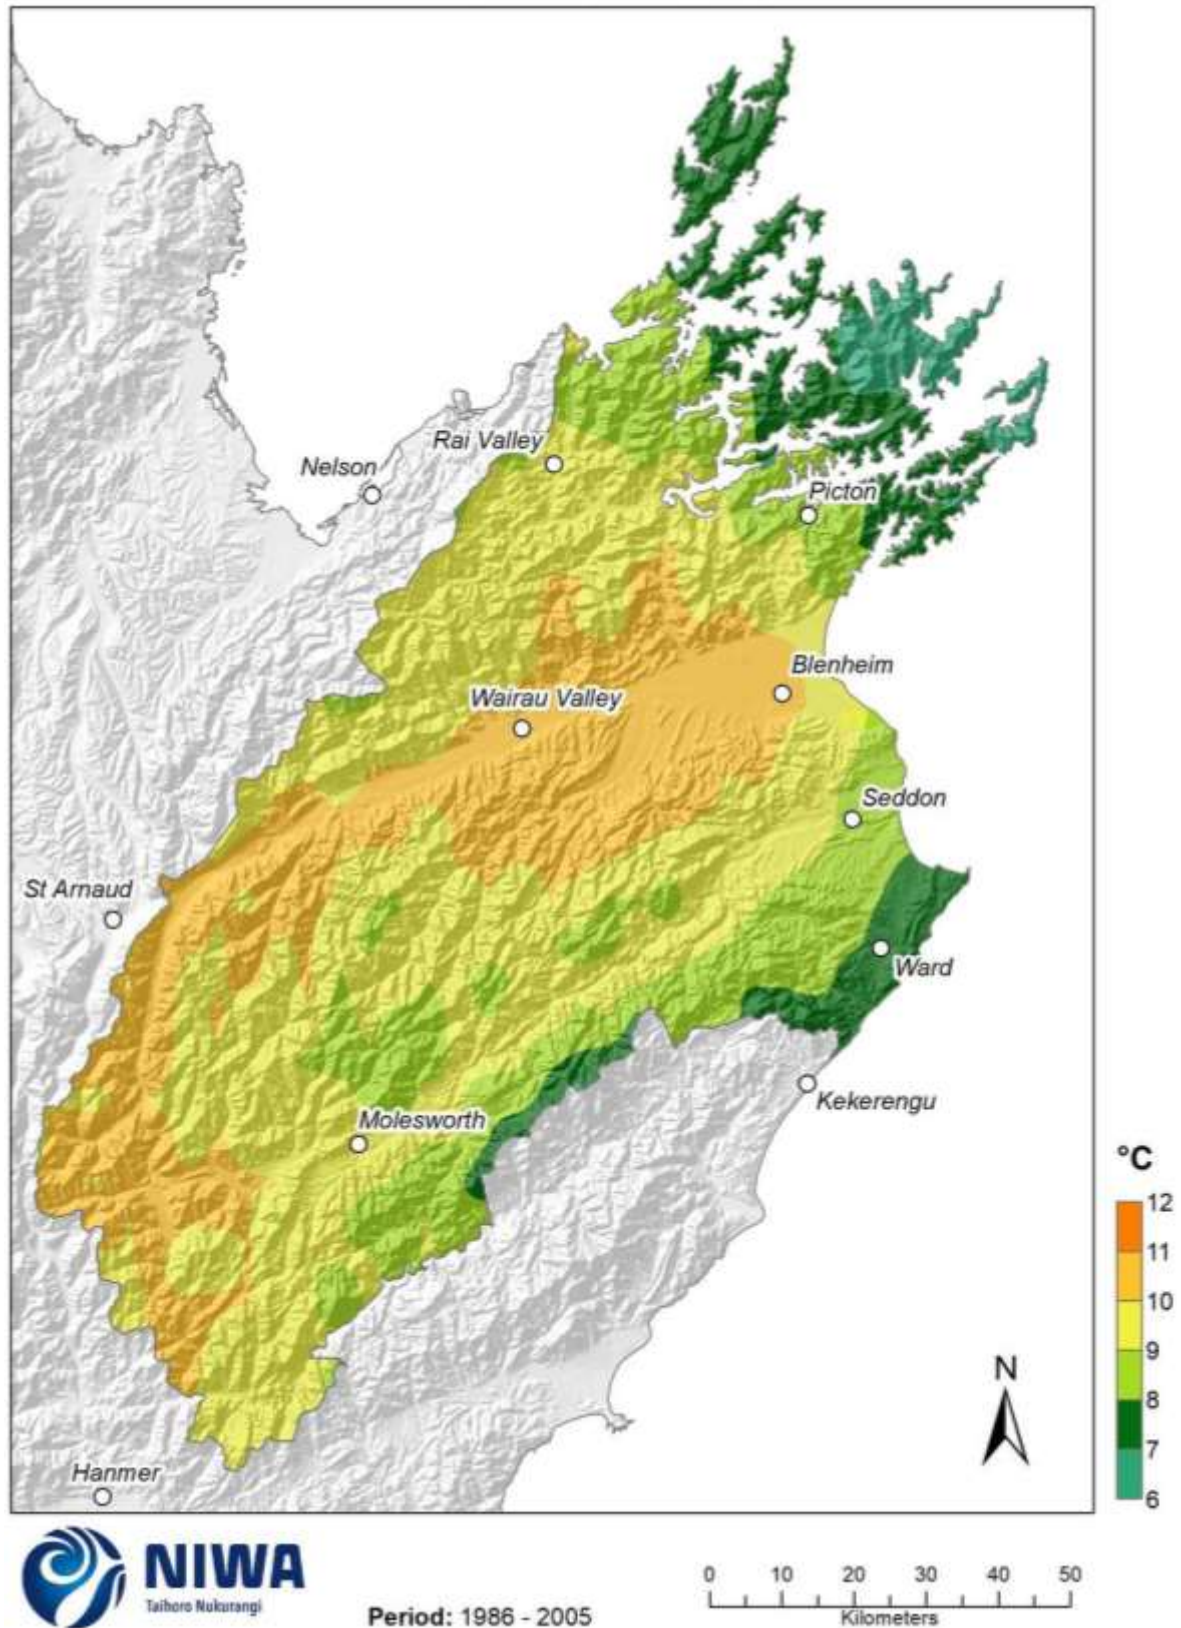 Rai Valley
Nelson
Picton
Blenheim
Wairau Valley
Seddon
St Arnaud
Ward
Kekerengu
Molesworth
°C
12
11
10
9
8
7
6
N
Hanmer
NIWA
Taihoro Nukurangi
Period: 1986 - 2005
0 10 20 30 40 50
Kilometers